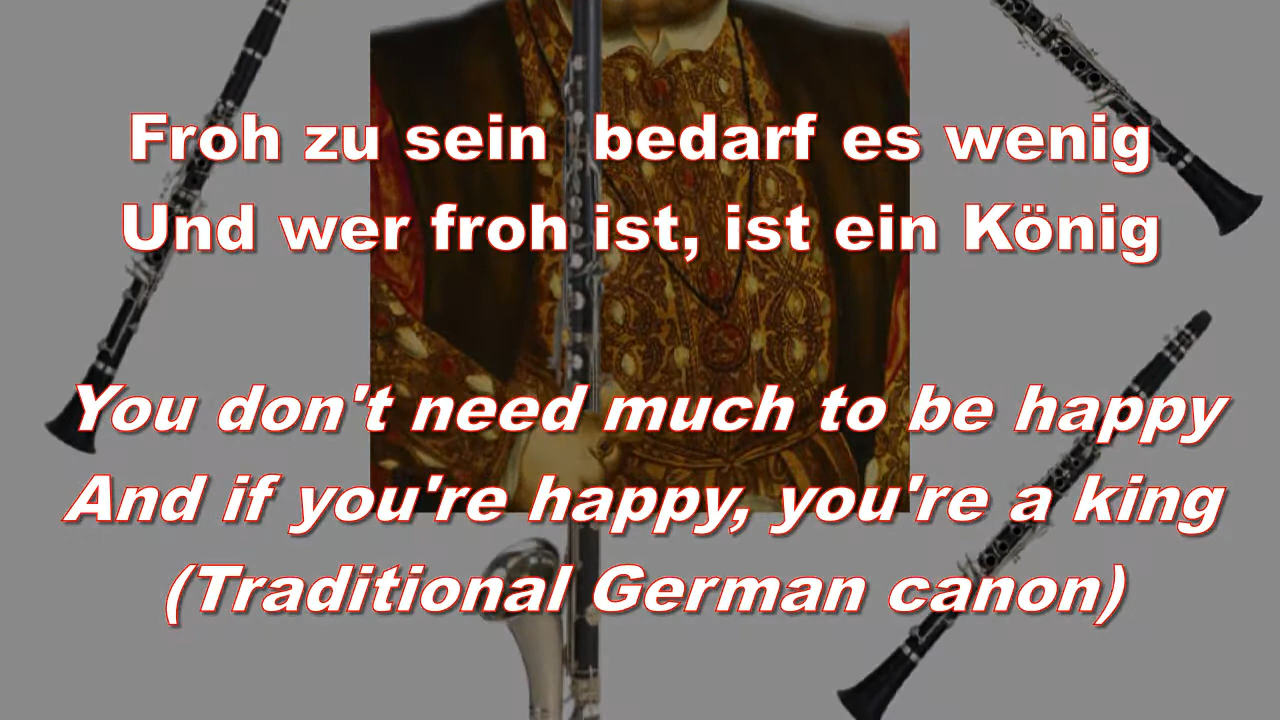 Froh zu sein  bedarf es wenig
Und wer froh ist, ist ein König
You don't need much to be happy
And if you're happy, you're a king
(Traditional German canon)